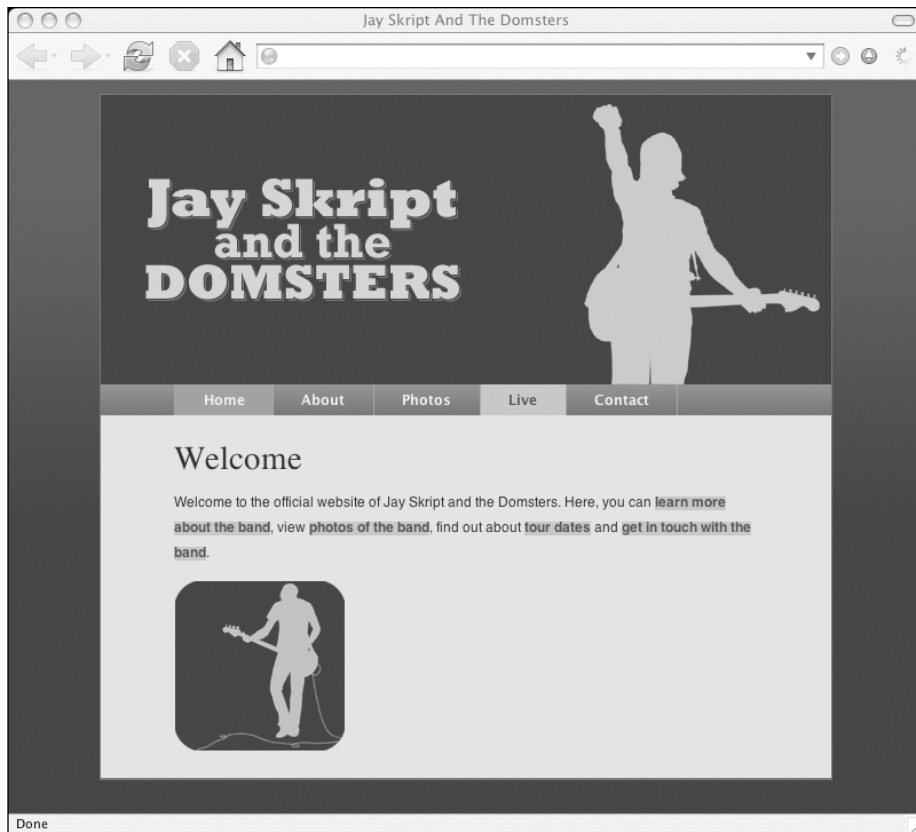 Jay Skript And The Domsters
Jay Skript
and the
DOMSTERS
Home About Photos Live Contact
Welcome
Welcome to the official website of Jay Skript and the Domsters. Here, you can learn more
about the band, view photos of the band, find out about tour dates and get in touch with the
band.
Done